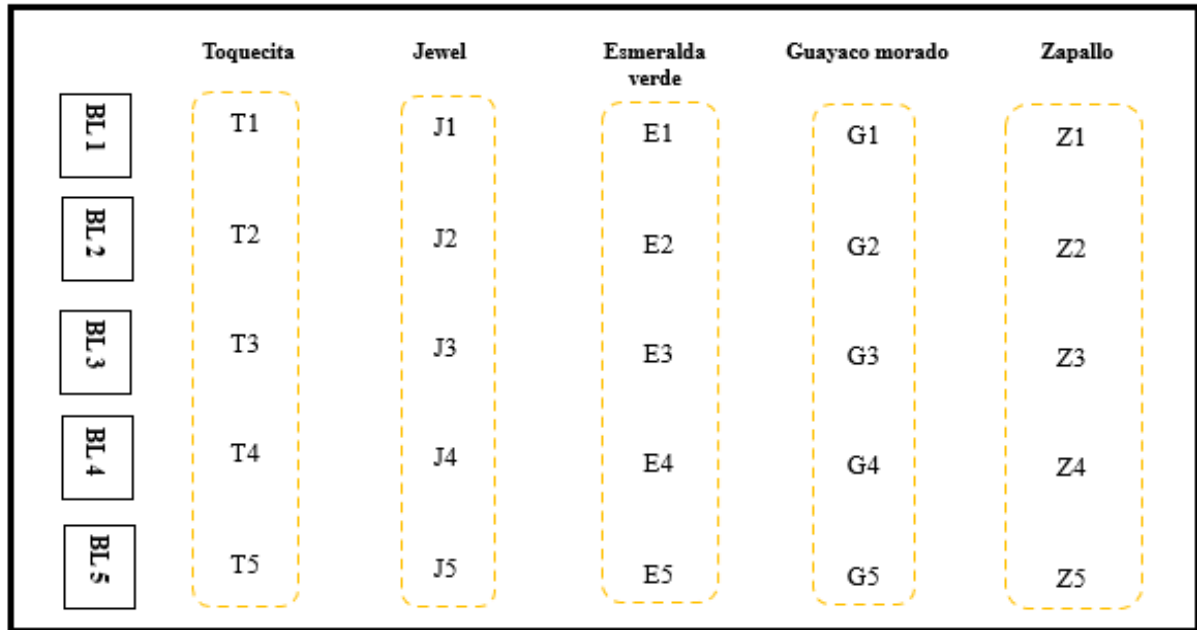 Toquecita Jewel Esmeralda verde Guayaco morado Zapallo
BL 1 T1 J1 E1 G1 Z1
BL 2 T2 J2 E2 G2 Z2
BL 3 T3 J3 E3 G3 Z3
BL 4 T4 J4 E4 G4 Z4
BL 5 T5 J5 E5 G5 Z5